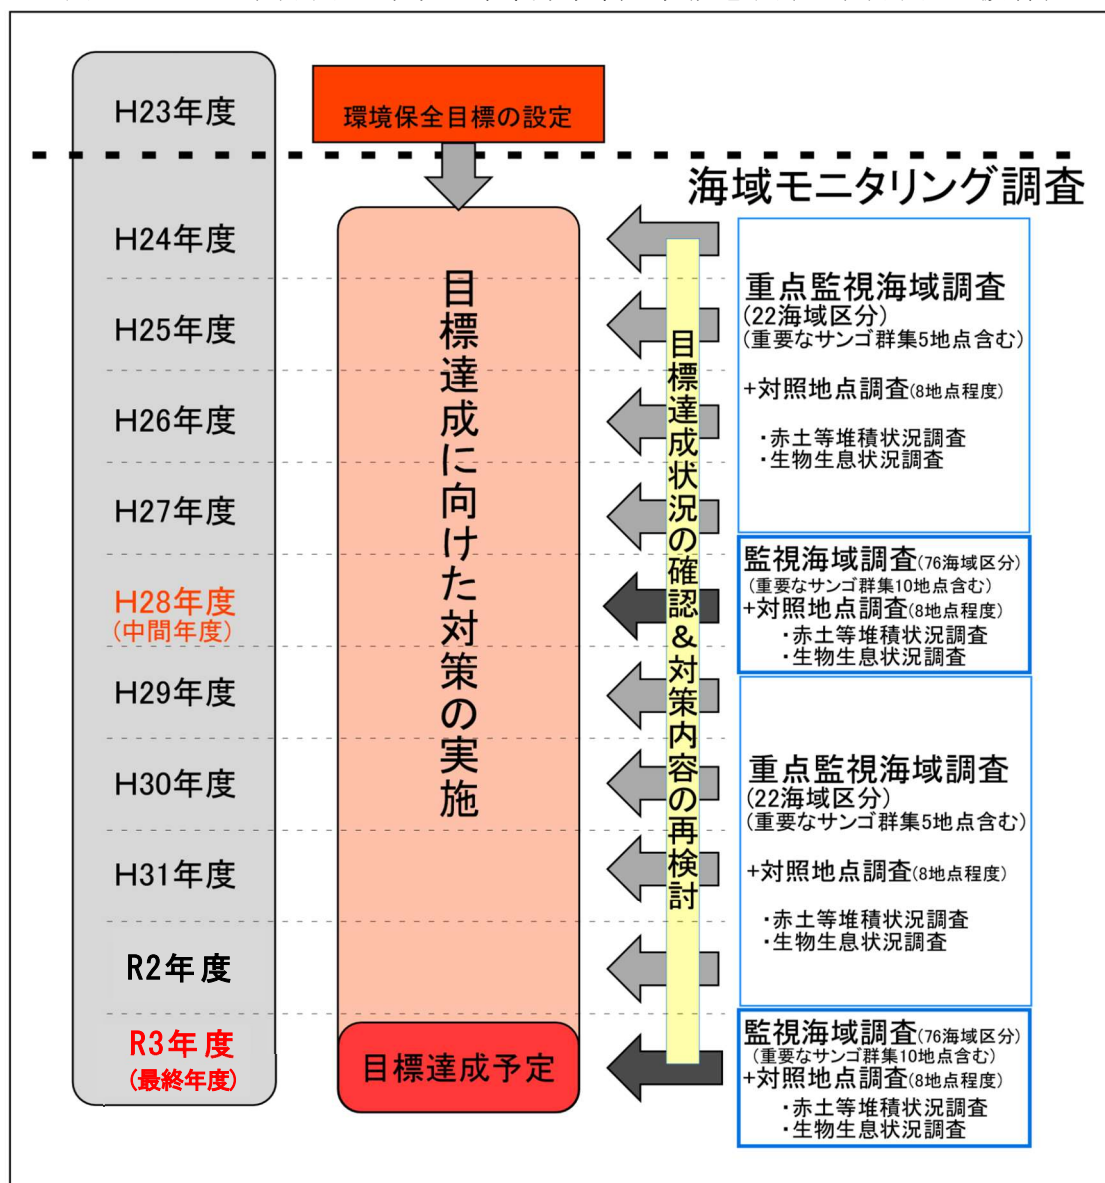 H23年度
環境保全目標の設定
海域モニタリング調査
H24年度
H25年度
H26年度
H27年度
H28年度
(中間年度)
H29年度
H30年度
H31年度
R2年度
R3年度
(最終年度)
目標達成に向けた対策の実施
目標達成予定
目標達成状況の確認&対策内容の再検討
重点監視海域調査
(22海域区分)
(重要なサンゴ群集5地点含む)
+対照地点調査(8地点程度)
・赤土等堆積状況調査
・生物生息状況調査
監視海域調査(76海域区分)
(重要なサンゴ群集10地点含む)
+対照地点調査(8地点程度)
・赤土等堆積状況調査
・生物生息状況調査
重点監視海域調査
(22海域区分)
(重要なサンゴ群集5地点含む)
+対照地点調査(8地点程度)
・赤土等堆積状況調査
・生物生息状況調査
監視海域調査(76海域区分)
(重要なサンゴ群集10地点含む)
+対照地点調査(8地点程度)
・赤土等堆積状況調査
・生物生息状況調査